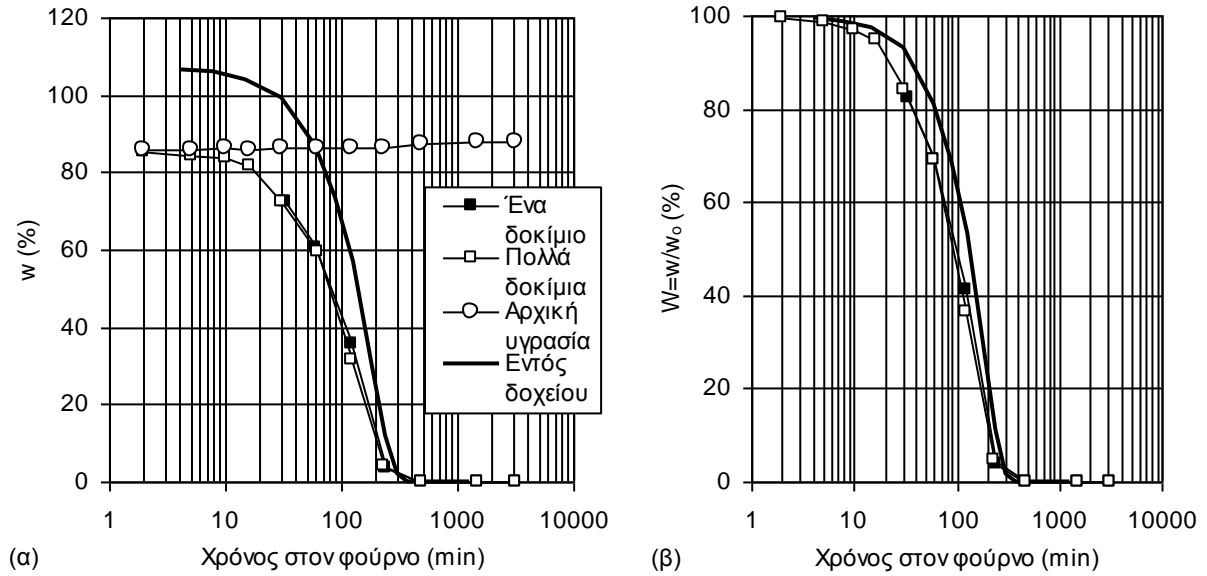 120
100
80
60
40
20
0
w (%)
1 10 100 1000 10000
Χρόνος στον φούρνο (min)
(α)
Ένα
δοκίμιο
Πολλά
δοκίμια
Αρχική
υγρασία
Εντός
δοχείου
100
80
60
40
20
0
W=w/wₒ (%)
1 10 100 1000 10000
Χρόνος στον φούρνο (min)
(β)